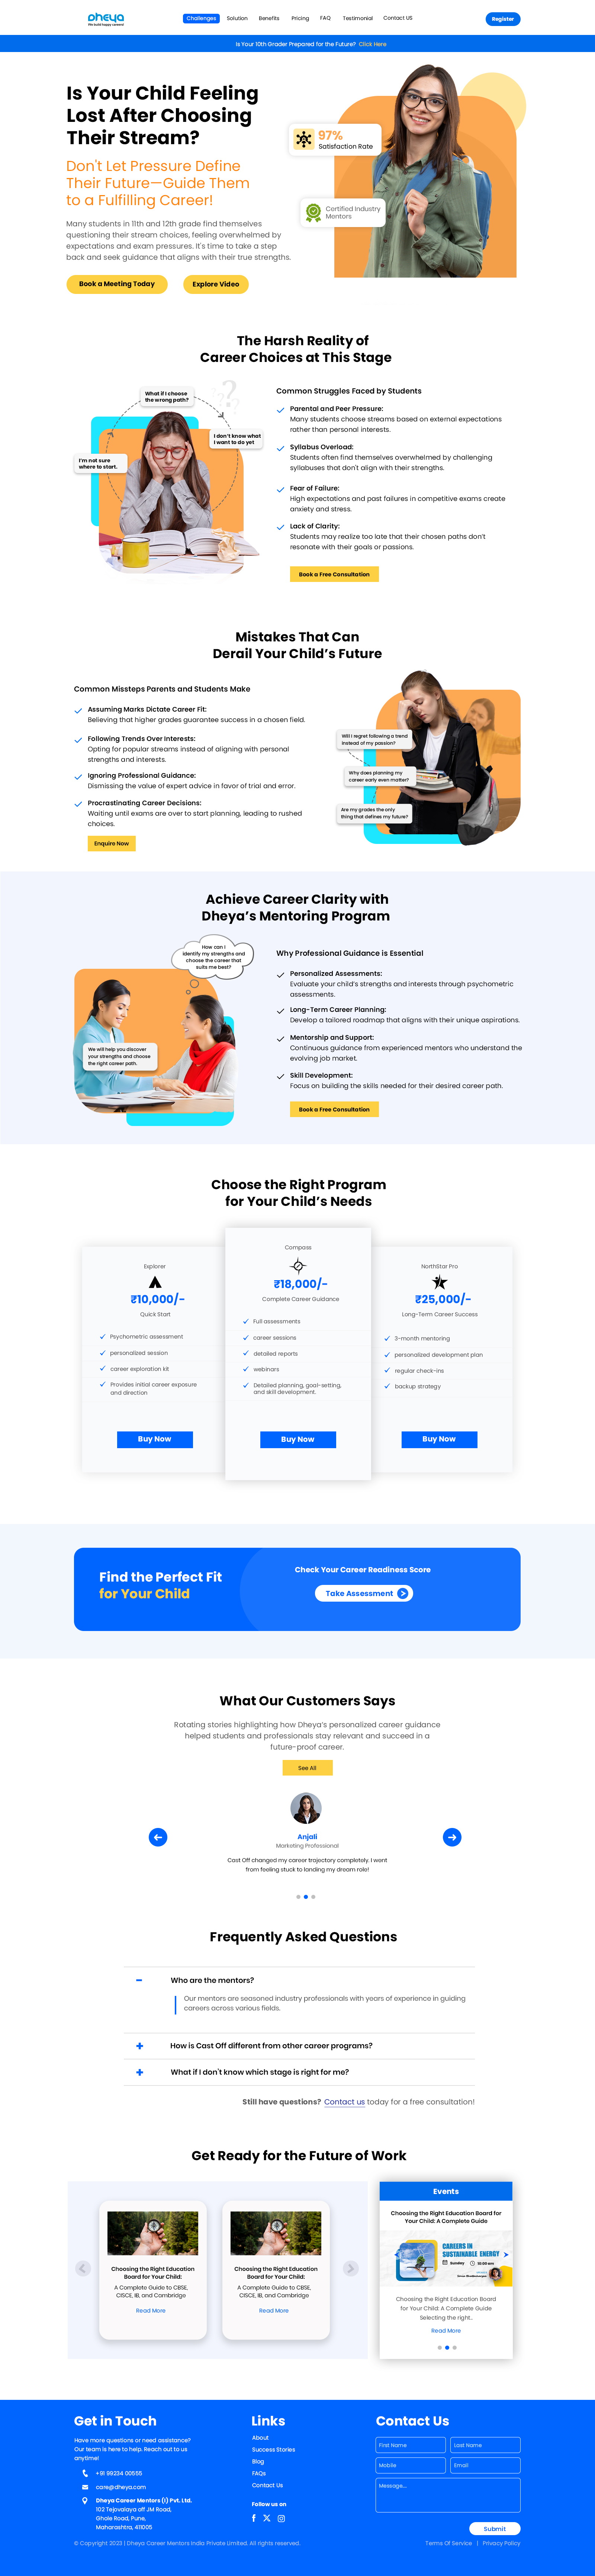 dheya
life build happy ceward
Challenges
Solution
Benefits
Pricing
FAQ
Testimonial
Contact US
Register
Is Your 10th Grader Prepared for the Future? Click Here
Is Your Child Feeling
Lost After Choosing
Their Stream?
Don't Let Pressure Define
Their Future—Guide Them
to a Fulfilling Career!
Many students in 11th and 12th grade find themselves
questioning their stream choices, feeling overwhelmed by
expectations and exam pressures. It's time to take a step
back and seek guidance that aligns with their true strengths.
Book a Meeting Today
Explore Video
97%
Satisfaction Rate
Certified Industry
Mentors
The Harsh Reality of
Career Choices at This Stage
What if I choose
the wrong path?
I don't know what
I want to do yet
I'm not sure
where to start.
Common Struggles Faced by Students
Parental and Peer Pressure:
Many students choose streams based on external expectations
rather than personal interests.
Syllabus Overload:
Students often find themselves overwhelmed by challenging
syllabuses that don't align with their strengths.
Fear of Failure:
High expectations and past failures in competitive exams create
anxiety and stress.
Lack of Clarity:
Students may realize too late that their chosen paths don't
resonate with their goals or passions.
Book a Free Consultation
Mistakes That Can
Derail Your Child's Future
Common Missteps Parents and Students Make
Assuming Marks Dictate Career Fit:
Believing that higher grades guarantee success in a chosen field.
Following Trends Over Interests:
Opting for popular streams instead of aligning with personal
strengths and interests.
Ignoring Professional Guidance:
Dismissing the value of expert advice in favor of trial and error.
Procrastinating Career Decisions:
Waiting until exams are over to start planning, leading to rushed
choices.
Enquire Now
Will I regret following a trend
instead of my passion?
Why does planning my
career early even matter?
Are my grades the only
thing that defines my future?
Achieve Career Clarity with
Dheya's Mentoring Program
How can I
identify my strengths and
choose the career that
suits me best?
We will help you discover
your strengths and choose
the right career path.
Why Professional Guidance is Essential
Personalized Assessments:
Evaluate your child's strengths and interests through psychometric
assessments.
Long-Term Career Planning:
Develop a tailored roadmap that aligns with their unique aspirations.
Mentorship and Support:
Continuous guidance from experienced mentors who understand the
evolving job market.
Skill Development:
Focus on building the skills needed for their desired career path.
Book a Free Consultation
Choose the Right Program
for Your Child's Needs
Explorer
₹10,000/-
Quick Start
Psychometric assessment
personalized session
career exploration kit
Provides initial career exposure
and direction
Buy Now
Compass
₹18,000/-
Complete Career Guidance
Full assessments
career sessions
detailed reports
webinars
Detailed planning, goal-setting,
and skill development.
Buy Now
NorthStar Pro
₹25,000/-
Long-Term Career Success
3-month mentoring
personalized development plan
regular check-ins
backup strategy
Buy Now
Find the Perfect Fit
for Your Child
Check Your Career Readiness Score
Take Assessment
What Our Customers Says
Rotating stories highlighting how Dheya's personalized career guidance
helped students and professionals stay relevant and succeed in a
future-proof career.
See All
Anjali
Marketing Professional
Cast Off changed my career trajectory completely. I went
from feeling stuck to landing my dream role!
Frequently Asked Questions
Who are the mentors?
Our mentors are seasoned industry professionals with years of experience in guiding
careers across various fields.
How is Cast Off different from other career programs?
What if I don't know which stage is right for me?
Still have questions? Contact us today for a free consultation!
Get Ready for the Future of Work
Choosing the Right Education
Board for Your Child:
A Complete Guide to CBSE,
CISCE, IB, and Cambridge
Read More
Choosing the Right Education
Board for Your Child:
A Complete Guide to CBSE,
CISCE, IB, and Cambridge
Read More
Events
Choosing the Right Education Board for
Your Child: A Complete Guide
CAREERS IN
SUSTAINABLE ENERGY
Sunday
10:00 am
Choosing the Right Education Board
for Your Child: A Complete Guide
Selecting the right...
Read More
Get in Touch
Have more questions or need assistance?
Our team is here to help. Reach out to us
anytime!
+91 99234 00555
care@dheya.com
Dheya Career Mentors (I) Pvt. Ltd.
102 Tejovalaya off JM Road,
Ghole Road, Pune,
Maharashtra, 411005
Links
About
Success Stories
Blog
FAQs
Contact Us
Follow us on
Contact Us
First Name
Last Name
Mobile
Email
Message...
Submit
© Copyright 2023 | Dheya Career Mentors India Private Limited. All rights reserved.
Terms Of Service | Privacy Policy